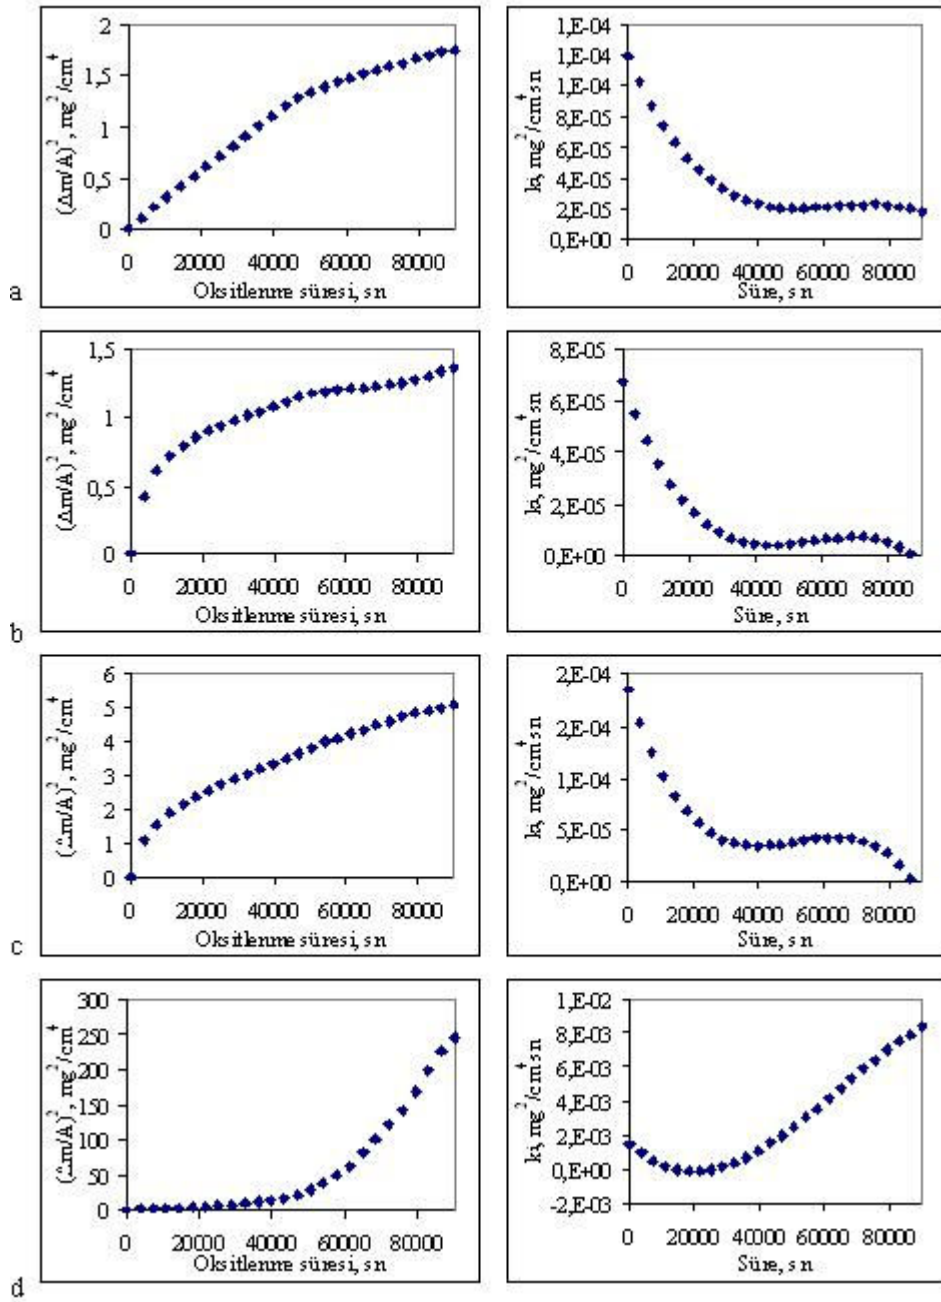 (Δm/A)², mg²/cm⁴
2
1,5
1
0,5
0
0 20000 40000 60000 80000
Oksitlenme süresi, sn
ki, mg²/cm⁴sn
1,E-04
1,E-04
1,E-04
8,E-05
6,E-05
4,E-05
2,E-05
0,E+00
0 20000 40000 60000 80000
Süre, sn
a
(Δm/A)², mg²/cm⁴
1,5
1
0,5
0
0 20000 40000 60000 80000
Oksitlenme süresi, sn
ki, mg²/cm⁴sn
8,E-05
6,E-05
4,E-05
2,E-05
0,E+00
0 20000 40000 60000 80000
Süre, sn
b
(Δm/A)², mg²/cm⁴
6
5
4
3
2
1
0
0 20000 40000 60000 80000
Oksitlenme süresi, sn
ki, mg²/cm⁴sn
2,E-04
2,E-04
1,E-04
5,E-05
0,E+00
0 20000 40000 60000 80000
Süre, sn
c
(Δm/A)², mg²/cm⁴
300
250
200
150
100
50
0
0 20000 40000 60000 80000
Oksitlenme süresi, sn
ki, mg²/cm⁴sn
1,E-02
8,E-03
6,E-03
4,E-03
2,E-03
0,E+00
-2,E-03
0 20000 40000 60000 80000
Süre, sn
d